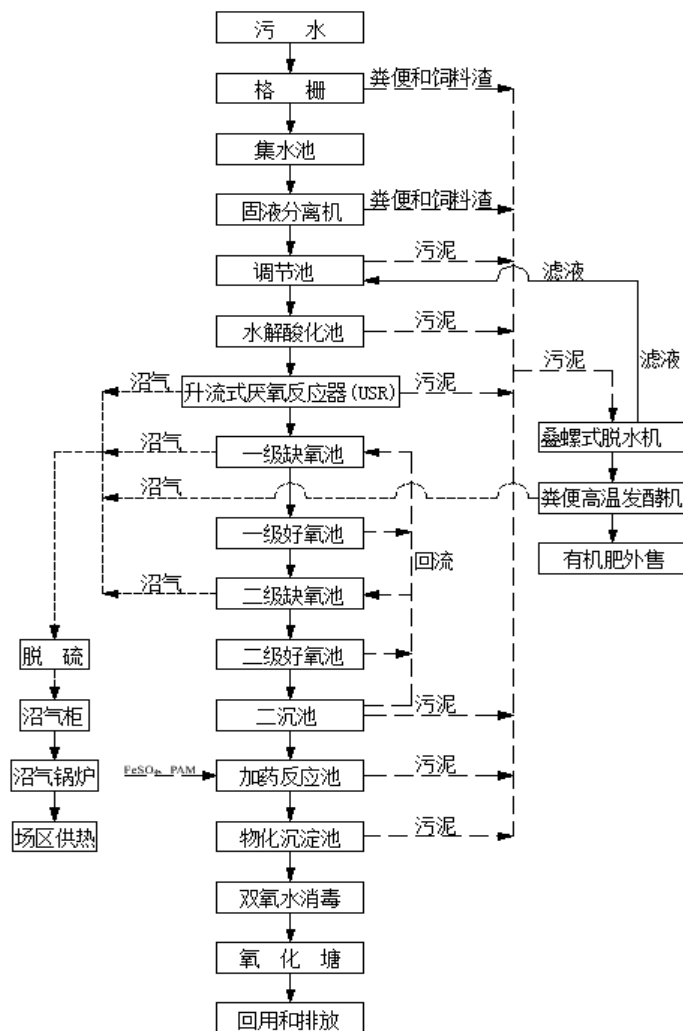 污 水
格 栅
粪便和饲料渣
集水池
固液分离机
粪便和饲料渣
调节池
污泥
滤液
水解酸化池
污泥
污泥
滤液
沼气
升流式厌氧反应器(USR)
污泥
叠螺式脱水机
沼气
一级缺氧池
沼气
粪便高温发酵机
一级好氧池
回流
有机肥外售
沼气
二级缺氧池
脱 硫
二级好氧池
沼气柜
二沉池
污泥
沼气锅炉
FeSO₄、PAM
加药反应池
污泥
场区供热
物化沉淀池
污泥
双氧水消毒
氧 化 塘
回用和排放